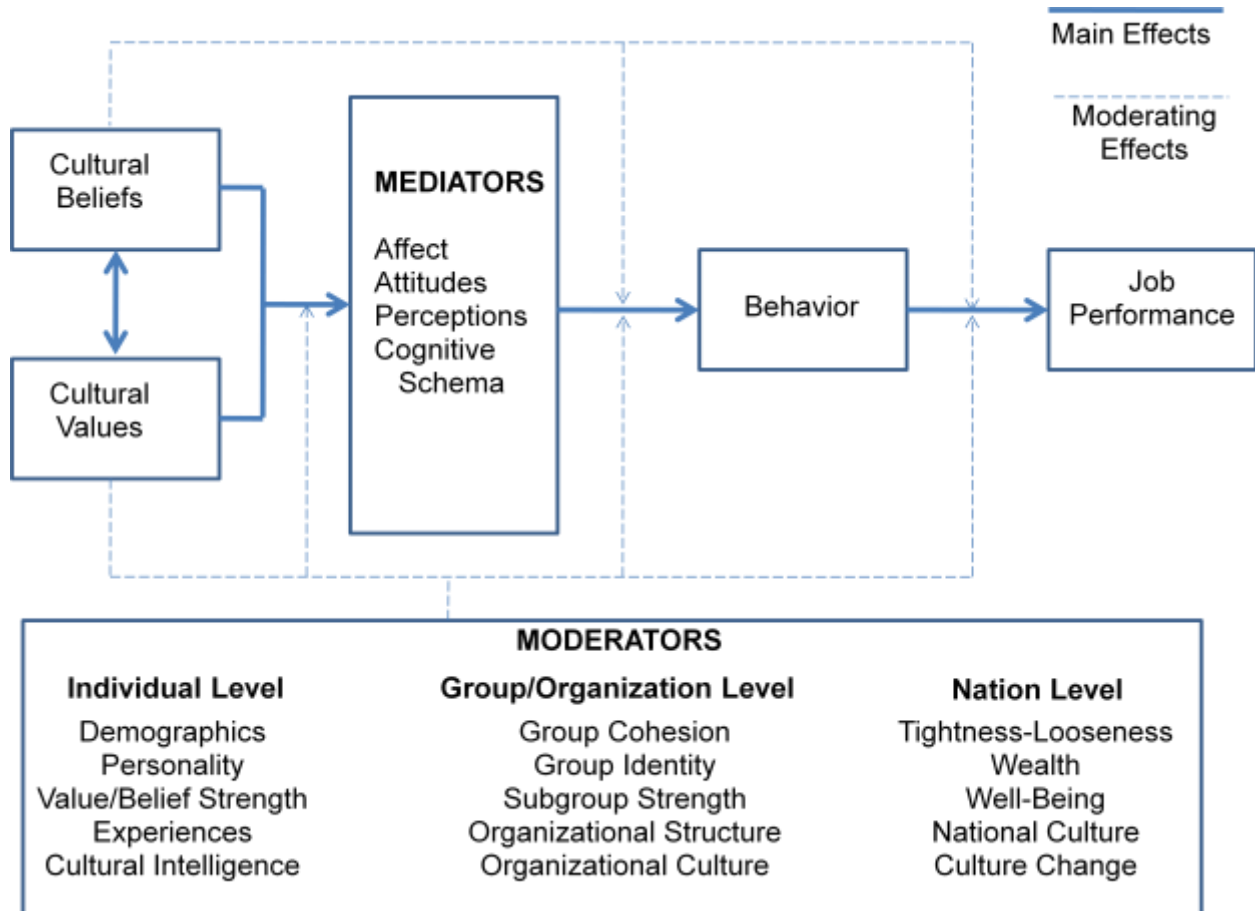 Main Effects
Moderating
Effects
Cultural
Beliefs
Cultural
Values
MEDIATORS
Affect
Attitudes
Perceptions
Cognitive
Schema
Behavior
Job
Performance
MODERATORS
Individual Level
Demographics
Personality
Value/Belief Strength
Experiences
Cultural Intelligence
Group/Organization Level
Group Cohesion
Group Identity
Subgroup Strength
Organizational Structure
Organizational Culture
Nation Level
Tightness-Looseness
Wealth
Well-Being
National Culture
Culture Change